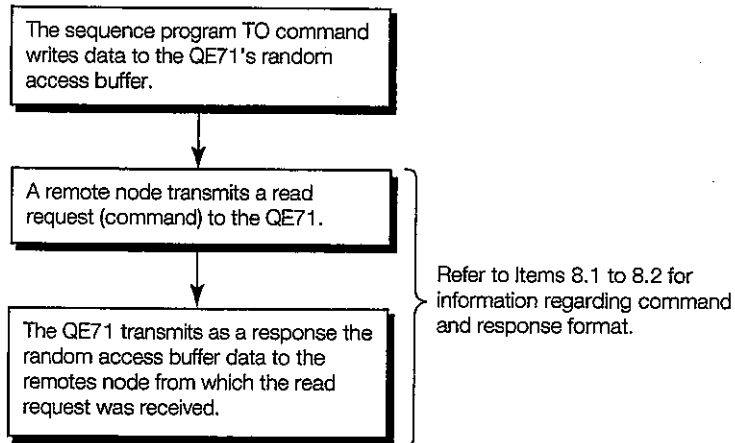 The sequence program TO command
writes data to the QE71's random
access buffer.
A remote node transmits a read
request (command) to the QE71.
Refer to Items 8.1 to 8.2 for
information regarding command
and response format.
The QE71 transmits as a response the
random access buffer data to the
remotes node from which the read
request was received.